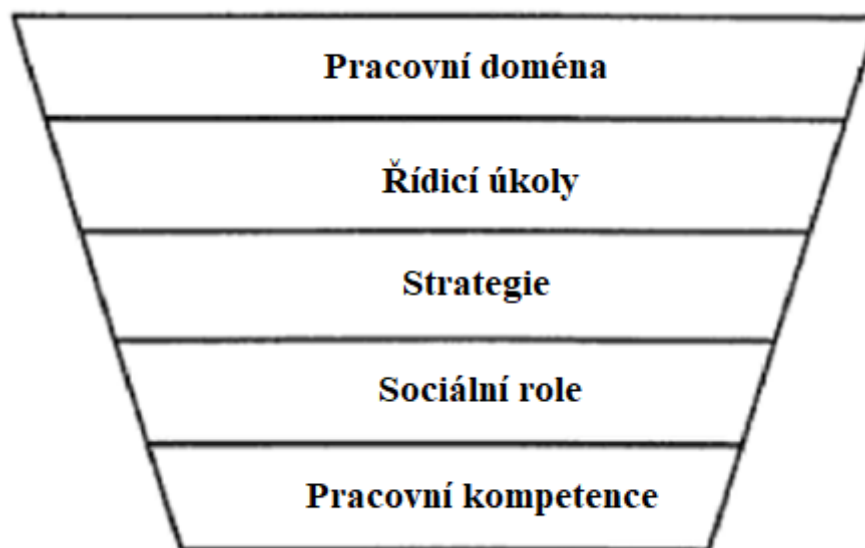 Pracovní doména
Řídicí úkoly
Strategie
Sociální role
Pracovní kompetence